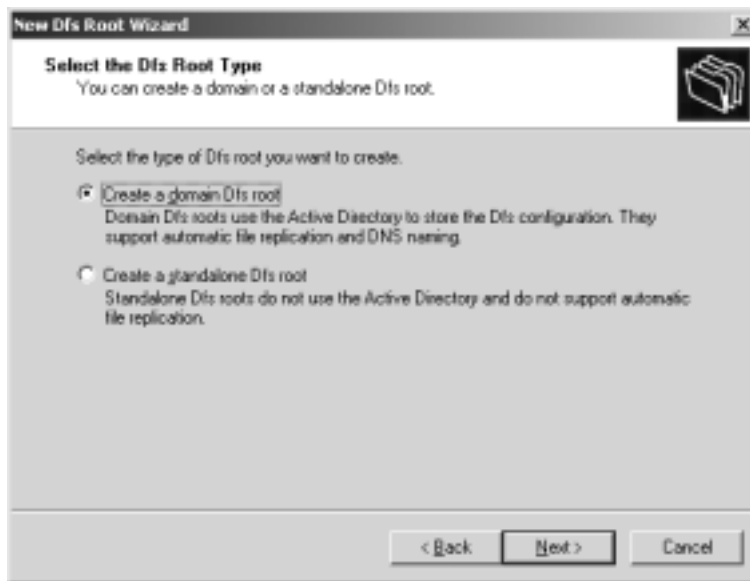 New Dfs Root Wizard
Select the Dfs Root Type
You can create a domain or a standalone Dfs root.
Select the type of Dfs root you want to create.
Create a domain Dfs root
Domain Dfs roots use the Active Directory to store the Dfs configuration. They
support automatic file replication and DNS naming.
Create a standalone Dfs root
Standalone Dfs roots do not use the Active Directory and do not support automatic
file replication.
< Back
Next >
Cancel